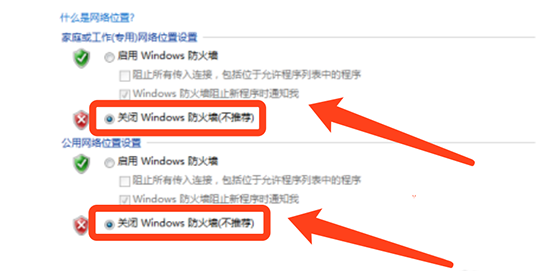 什么是网络位置?
家庭或工作(专用)网络位置设置
启用 Windows 防火墙
阻止所有传入连接，包括位于允许程序列表中的程序
Windows 防火墙阻止新程序时通知我
关闭 Windows 防火墙(不推荐)
公用网络位置设置
启用 Windows 防火墙
阻止所有传入连接，包括位于允许程序列表中的程序
Windows 防火墙阻止新程序时通知我
关闭 Windows 防火墙(不推荐)